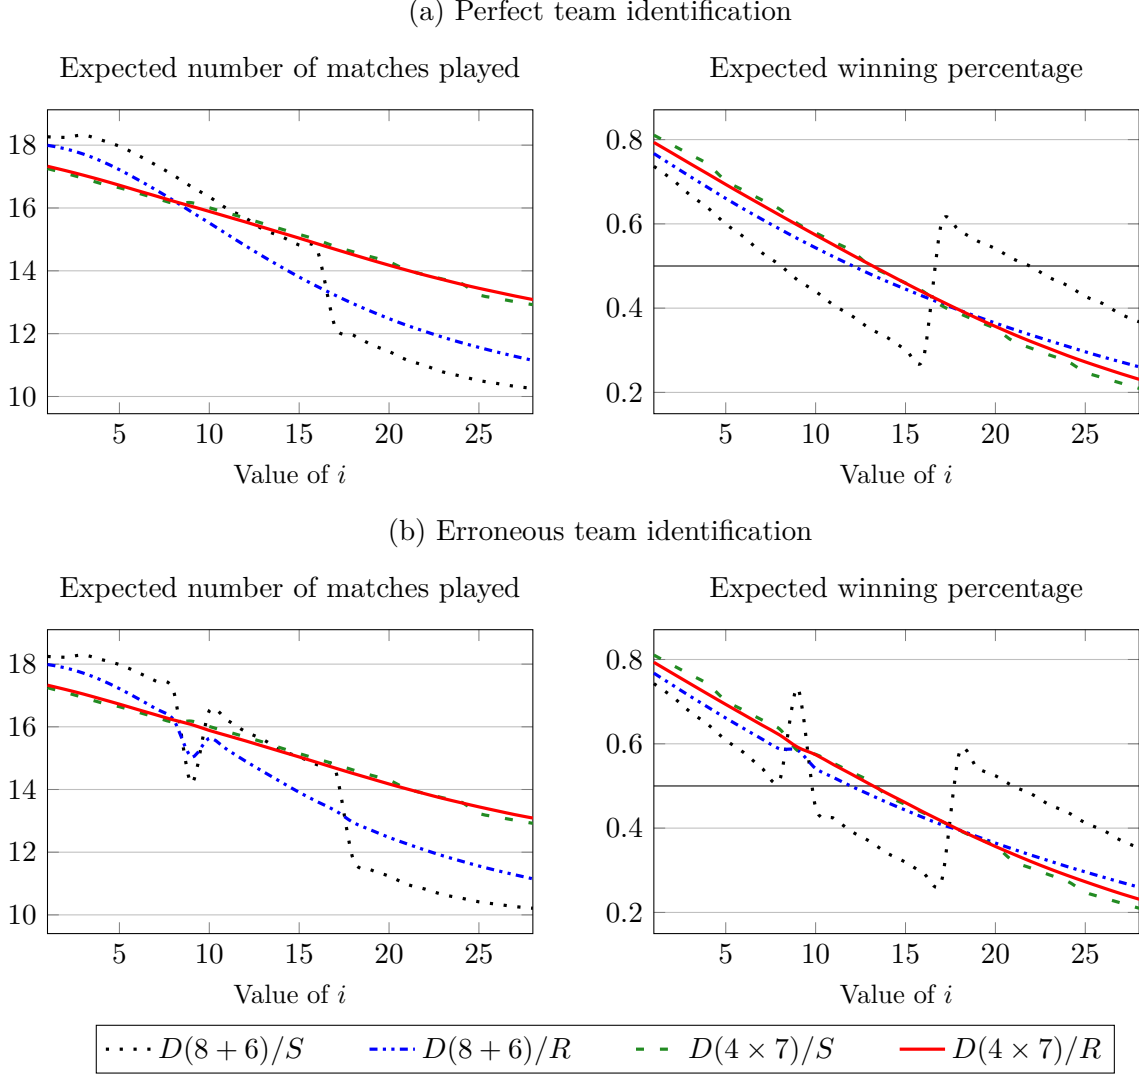 (a) Perfect team identification
Expected number of matches played
Expected winning percentage
18
16
14
12
10
5 10 15 20 25
Value of i
0.8
0.6
0.4
0.2
5 10 15 20 25
Value of i
(b) Erroneous team identification
Expected number of matches played
Expected winning percentage
18
16
14
12
10
5 10 15 20 25
Value of i
0.8
0.6
0.4
0.2
5 10 15 20 25
Value of i
D(8 + 6)/S D(8 + 6)/R D(4 × 7)/S D(4 × 7)/R